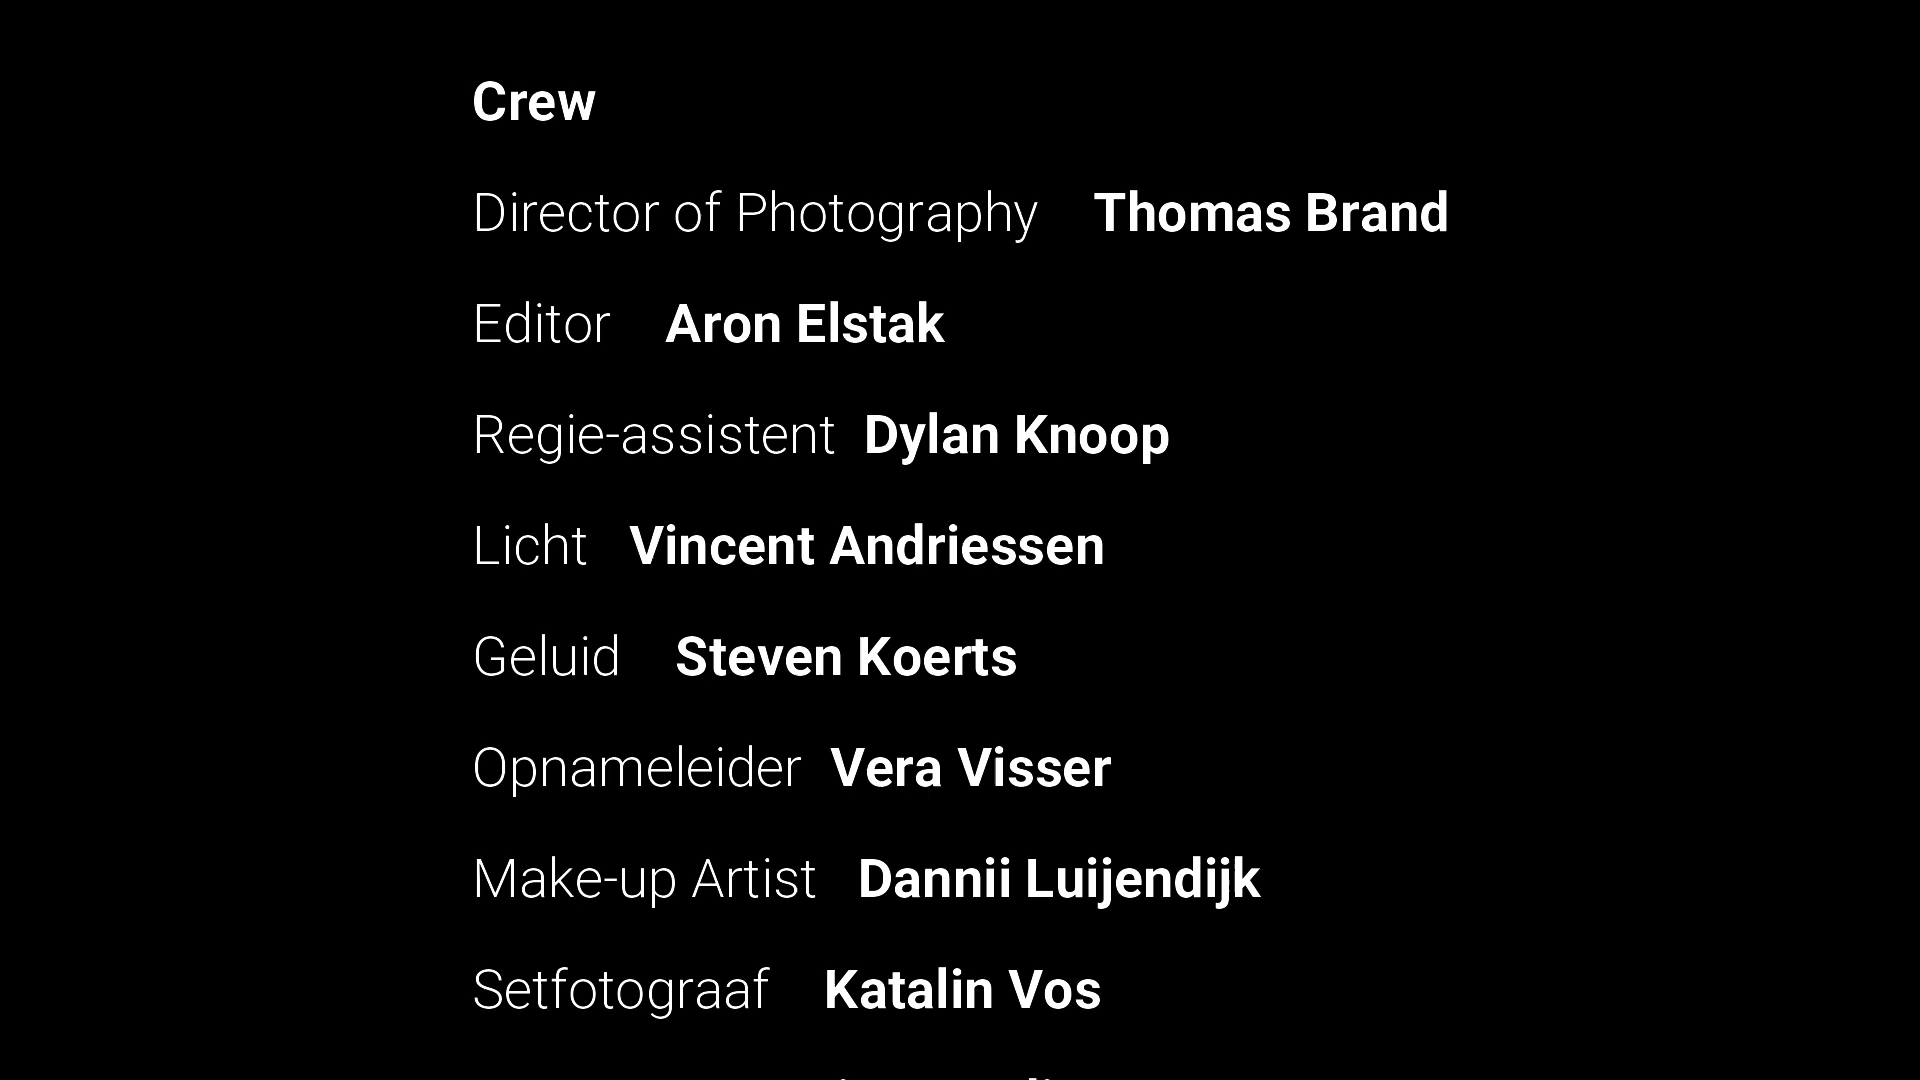 Crew
Director of Photography Thomas Brand
Editor Aron Elstak
Regie-assistent Dylan Knoop
Licht Vincent Andriessen
Geluid Steven Koerts
Opnameleider Vera Visser
Make-up Artist Dannii Luijendijk
Setfotograaf Katalin Vos